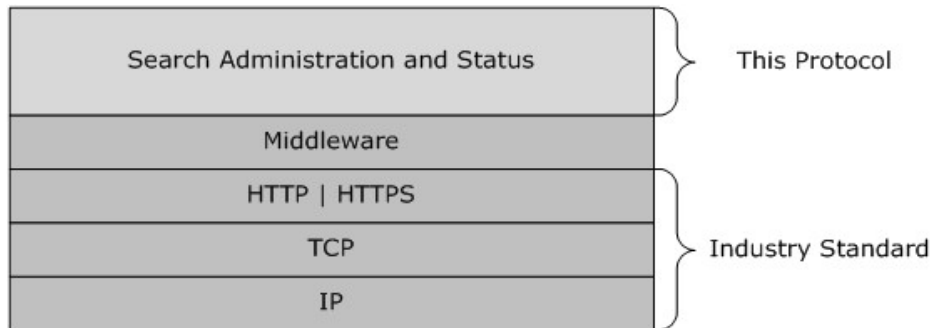 Search Administration and Status
This Protocol
Middleware
HTTP | HTTPS
TCP
Industry Standard
IP